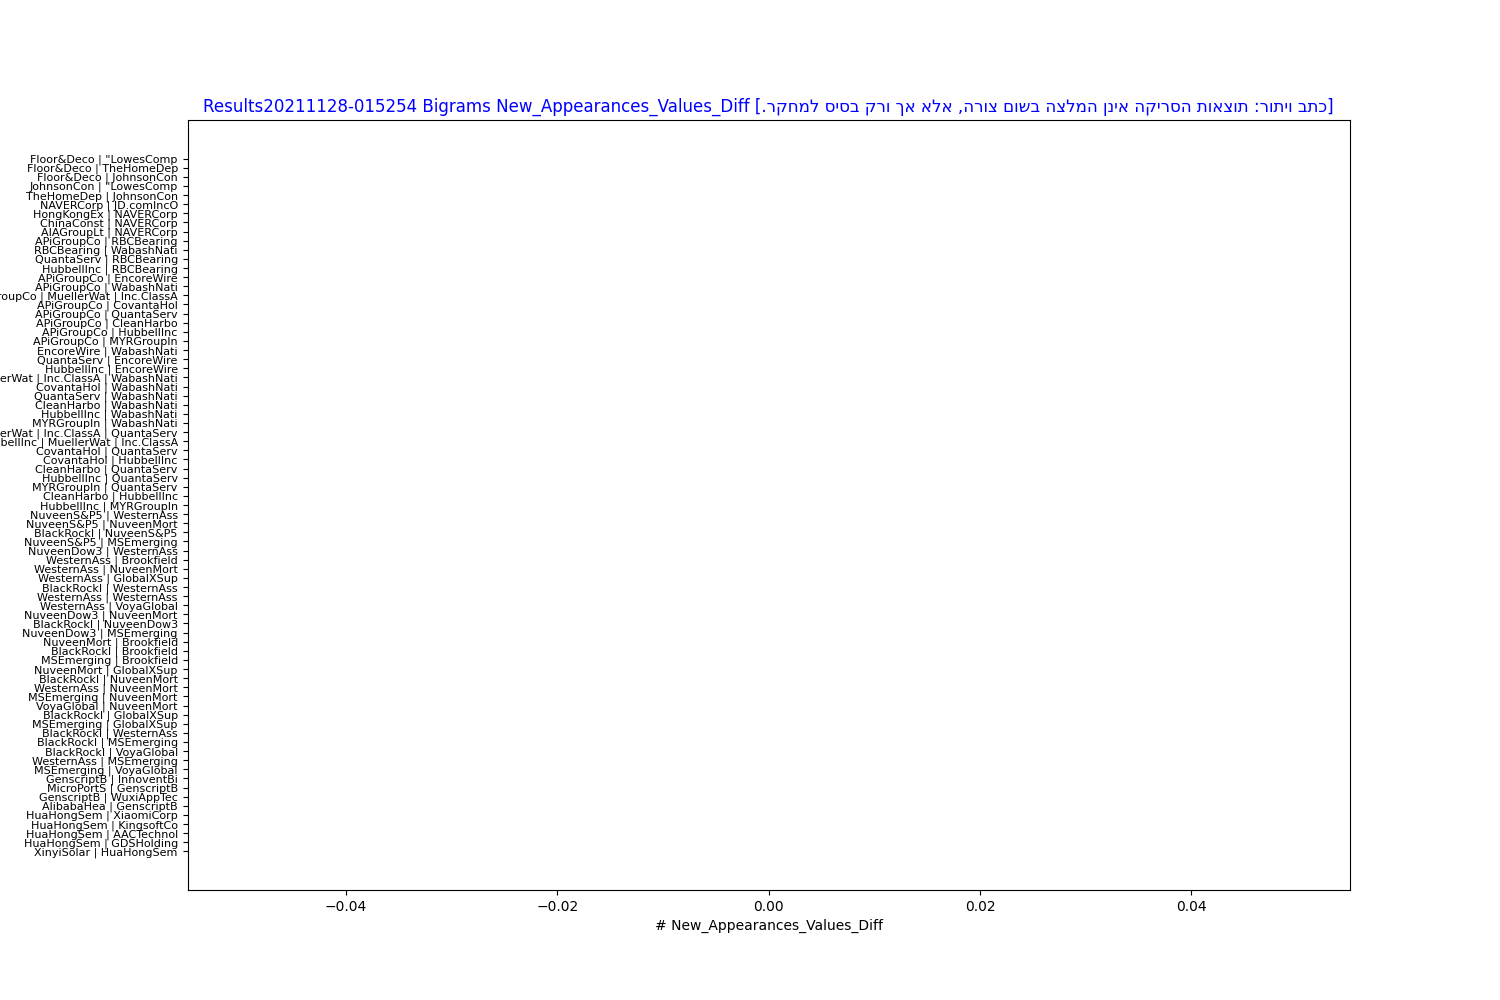 Results20211128-015254 Bigrams New_Appearances_Values_Diff [כתב ויתור: תוצאות הסריקה אינן המלצה בשום צורה, אלא אך ורק בסיס למחקר.]
Floor&Deco | "LowesComp
Floor&Deco | TheHomeDep
Floor&Deco | JohnsonCon
JohnsonCon | "LowesComp
TheHomeDep | JohnsonCon
NAVERCorp | JD.comIncO
HongKongEx | NAVERCorp
ChinaConst | NAVERCorp
AIAGroupLt | NAVERCorp
APiGroupCo | RBCBearing
RBCBearing | WabashNati
QuantaServ | RBCBearing
HubbellInc | RBCBearing
APiGroupCo | EncoreWire
APiGroupCo | WabashNati
roupCo | MuellerWat | Inc.ClassA
APiGroupCo | CovantaHol
APiGroupCo | QuantaServ
APiGroupCo | CleanHarbo
APiGroupCo | HubbellInc
APiGroupCo | MYRGroupIn
EncoreWire | WabashNati
QuantaServ | EncoreWire
HubbellInc | EncoreWire
erWat | Inc.ClassA | WabashNati
CovantaHol | WabashNati
QuantaServ | WabashNati
CleanHarbo | WabashNati
HubbellInc | WabashNati
MYRGroupIn | WabashNati
erWat | Inc.ClassA | QuantaServ
bellInc | MuellerWat | Inc.ClassA
CovantaHol | QuantaServ
CovantaHol | HubbellInc
CleanHarbo | QuantaServ
HubbellInc | QuantaServ
MYRGroupIn | QuantaServ
CleanHarbo | HubbellInc
HubbellInc | MYRGroupIn
NuveenS&P5 | WesternAss
NuveenS&P5 | NuveenMort
BlackRockI | NuveenS&P5
NuveenS&P5 | MSEmerging
NuveenDow3 | WesternAss
WesternAss | Brookfield
WesternAss | NuveenMort
WesternAss | GlobalXSup
BlackRockI | WesternAss
WesternAss | WesternAss
WesternAss | VoyaGlobal
NuveenDow3 | NuveenMort
BlackRockI | NuveenDow3
NuveenDow3 | MSEmerging
NuveenMort | Brookfield
BlackRockI | Brookfield
MSEmerging | Brookfield
NuveenMort | GlobalXSup
BlackRockI | NuveenMort
WesternAss | NuveenMort
MSEmerging | NuveenMort
VoyaGlobal | NuveenMort
BlackRockI | GlobalXSup
MSEmerging | GlobalXSup
BlackRockI | WesternAss
BlackRockI | MSEmerging
BlackRockI | VoyaGlobal
WesternAss | MSEmerging
MSEmerging | VoyaGlobal
GenscriptB | InnoventBi
MicroPortS | GenscriptB
GenscriptB | WuxiAppTec
AlibabaHea | GenscriptB
HuaHongSem | XiaomiCorp
HuaHongSem | KingsoftCo
HuaHongSem | AACTechnol
HuaHongSem | GDSHolding
XinyiSolar | HuaHongSem
−0.04 −0.02 0.00 0.02 0.04
# New_Appearances_Values_Diff